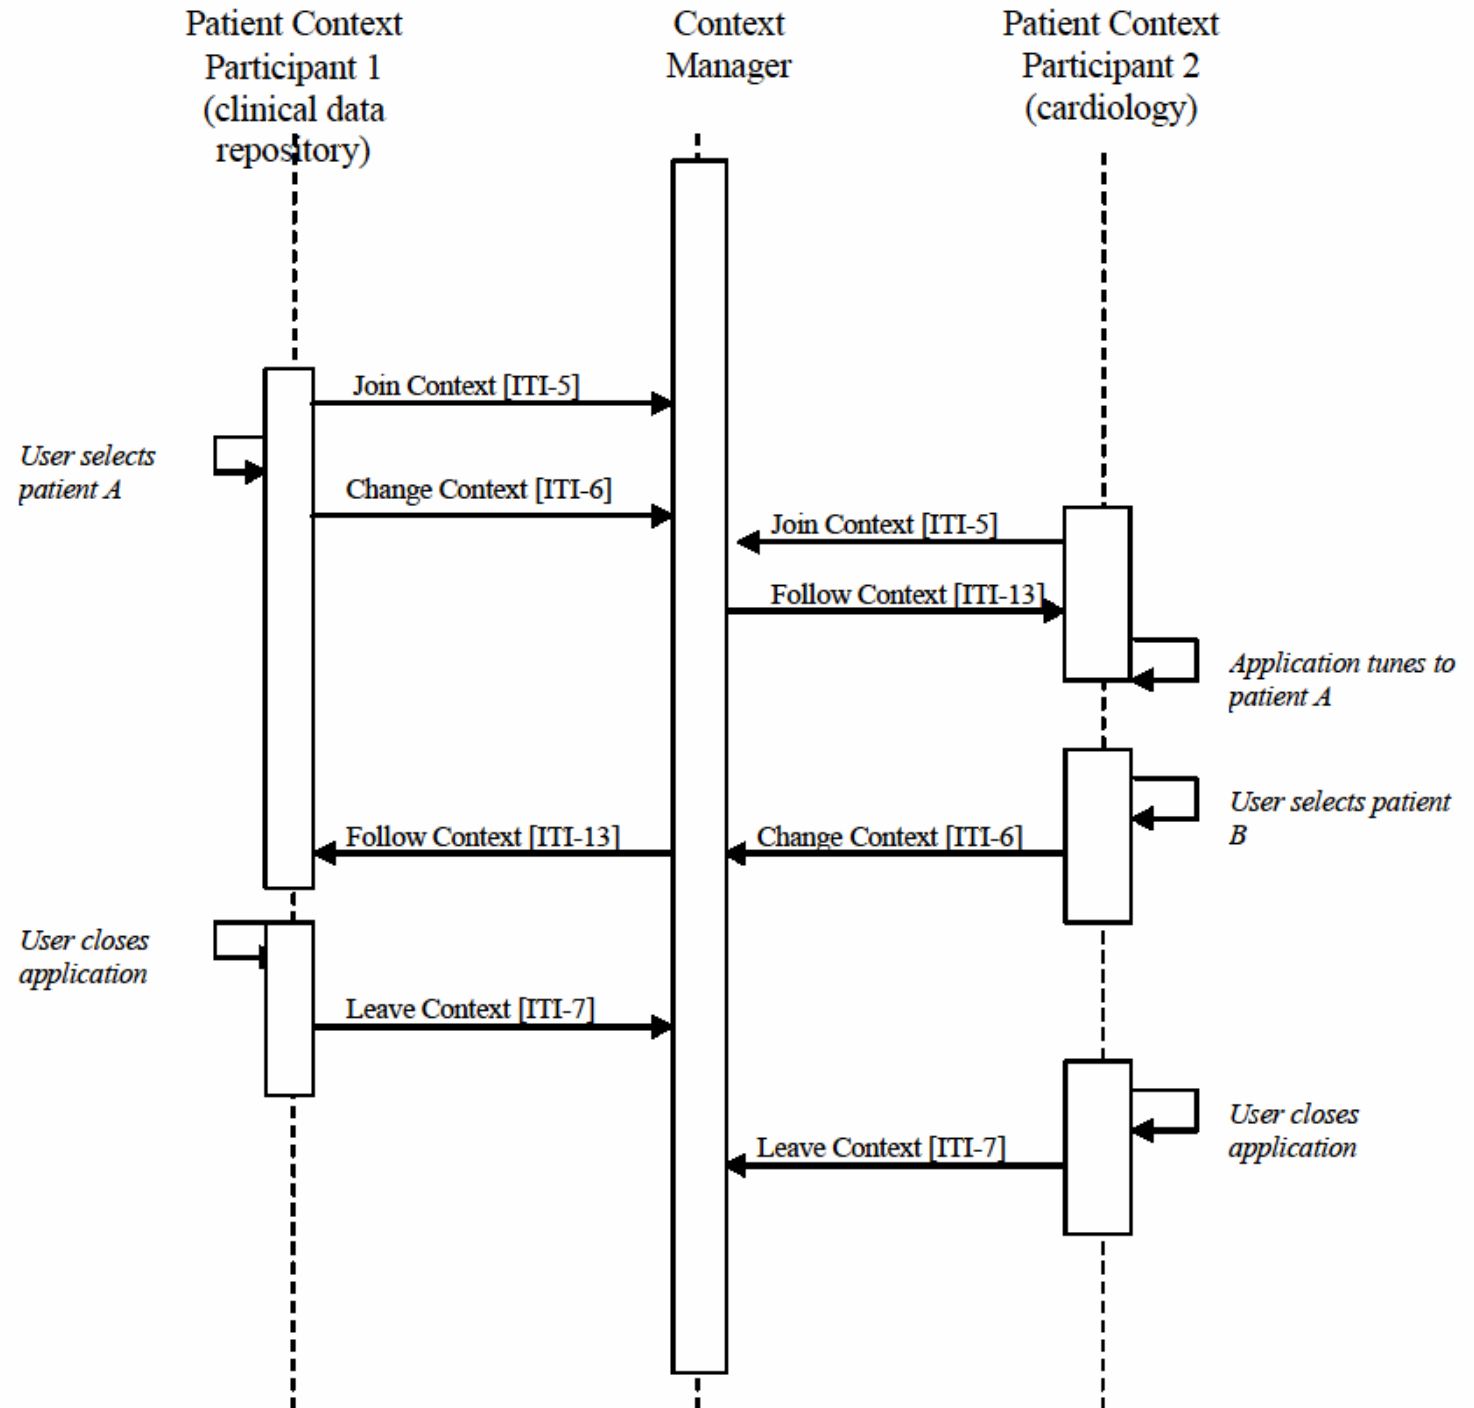 Patient Context
Participant 1
(clinical data
repository)
Context
Manager
Patient Context
Participant 2
(cardiology)
Join Context [ITI-5]
User selects
patient A
Change Context [ITI-6]
Join Context [ITI-5]
Follow Context [ITI-13]
Application tunes to
patient A
User selects patient
B
Follow Context [ITI-13]
Change Context [ITI-6]
User closes
application
Leave Context [ITI-7]
User closes
application
Leave Context [ITI-7]